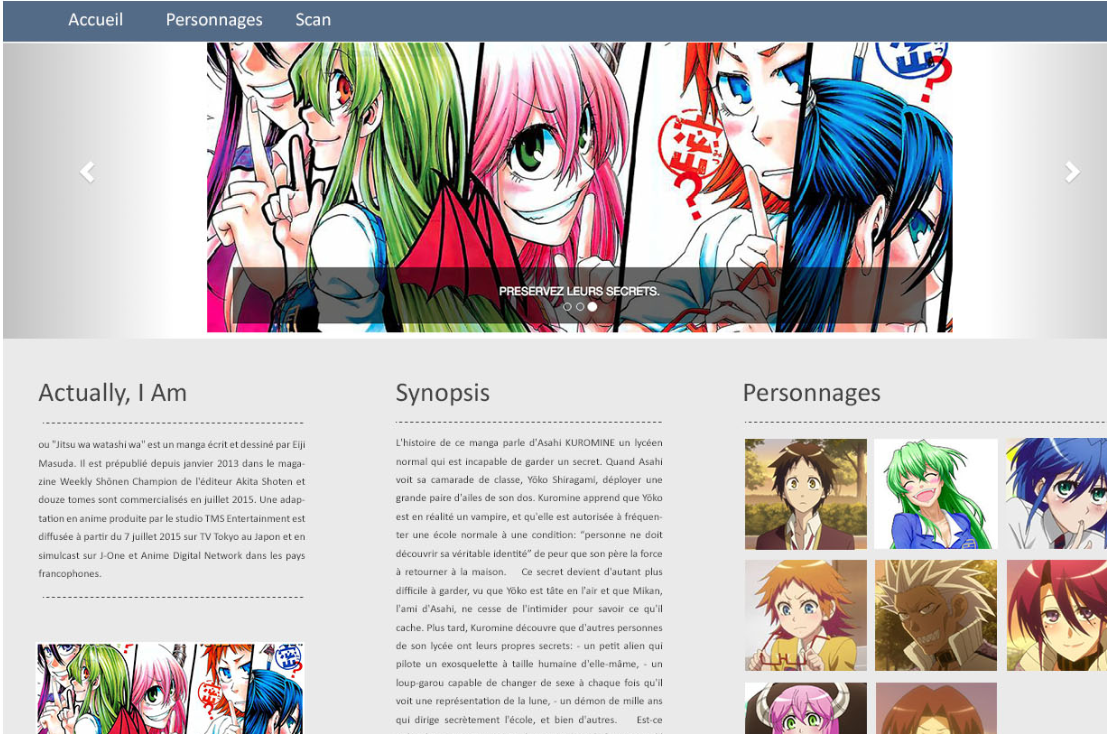 Accueil Personnages Scan
密
?
密
?
PRESERVEZ LEURS SECRETS.
Actually, I Am
ou "Jitsu wa watashi wa" est un manga écrit et dessiné par Eiji
Masuda. Il est prépublié depuis janvier 2013 dans le maga-
zine Weekly Shōnen Champion de l'éditeur Akita Shoten et
douze tomes sont commercialisés en juillet 2015. Une adap-
tation en anime produite par le studio TMS Entertainment est
diffusée à partir du 7 juillet 2015 sur TV Tokyo au Japon et en
simulcast sur J-One et Anime Digital Network dans les pays
francophones.
Synopsis
L'histoire de ce manga parle d'Asahi KUROMINE un lycéen
normal qui est incapable de garder un secret. Quand Asahi
voit sa camarade de classe, Yōko Shiragami, déployer une
grande paire d'ailes de son dos. Kuromine apprend que Yōko
est en réalité un vampire, et qu'elle est autorisée à fréquen-
ter une école normale à une condition: “personne ne doit
découvrir sa véritable identité” de peur que son père la force
à retourner à la maison. Ce secret devient d'autant plus
difficile à garder, vu que Yōko est tâte en l'air et que Mikan,
l'ami d'Asahi, ne cesse de l'intimider pour savoir ce qu'il
cache. Plus tard, Kuromine découvre que d'autres personnes
de son lycée ont leurs propres secrets: - un petit alien qui
pilote un exosquelette à taille humaine d'elle-mâme, - un
loup-garou capable de changer de sexe à chaque fois qu'il
voit une représentation de la lune, - un démon de mille ans
qui dirige secrètement l'école, et bien d'autres. Est-ce
Personnages